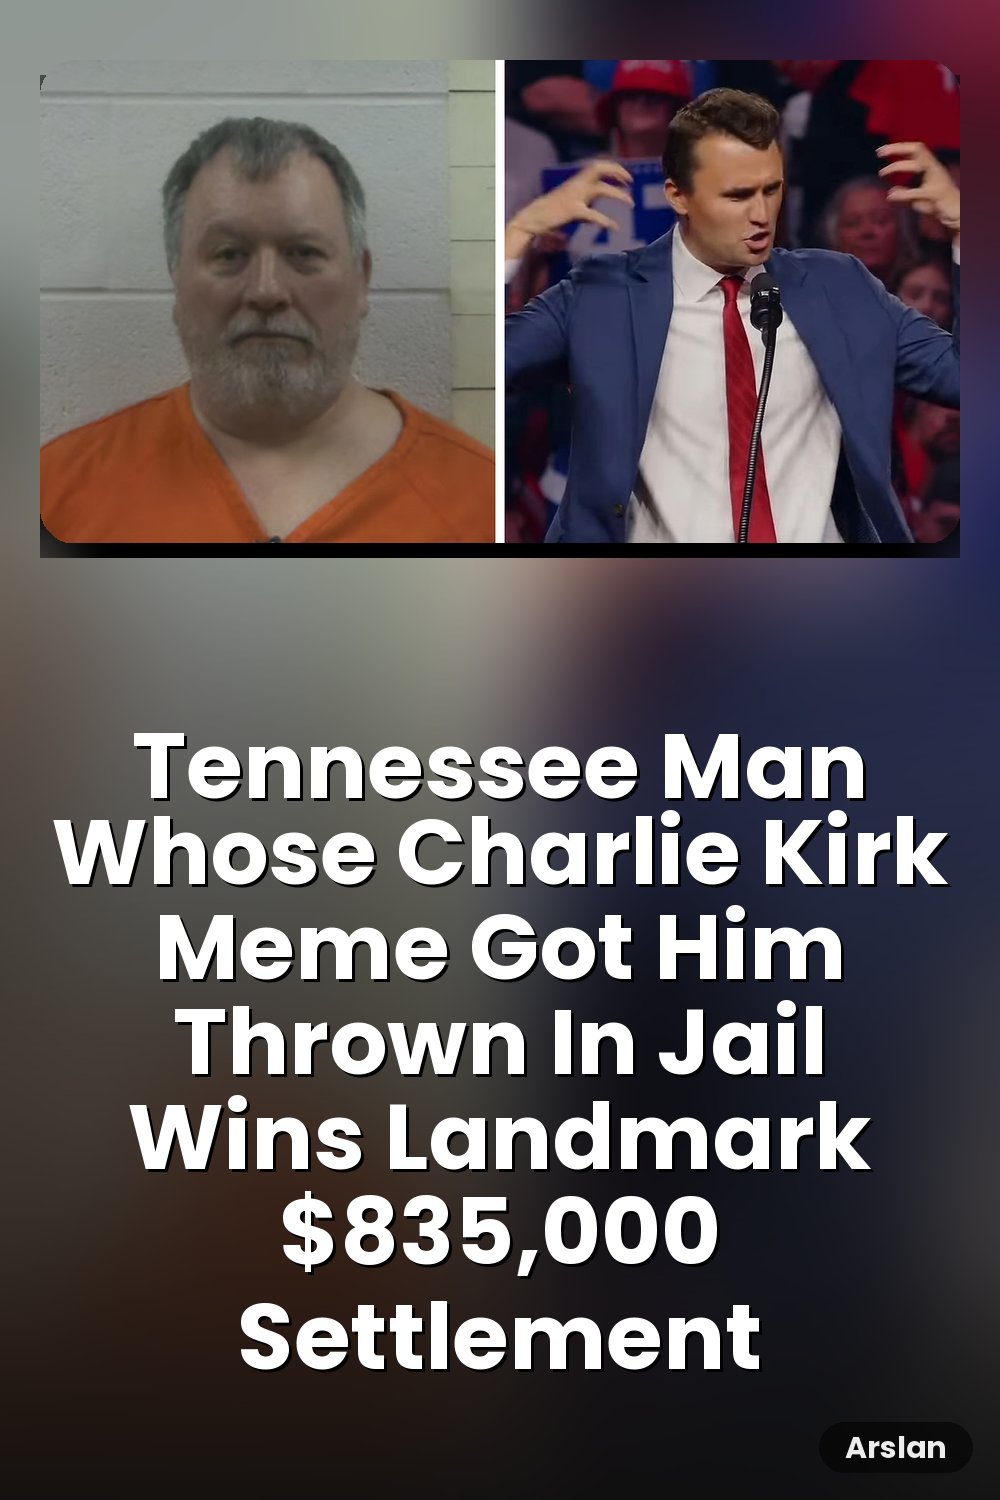 Tennessee Man
Whose Charlie Kirk
Meme Got Him
Thrown In Jail
Wins Landmark
$835,000
Settlement
Arslan